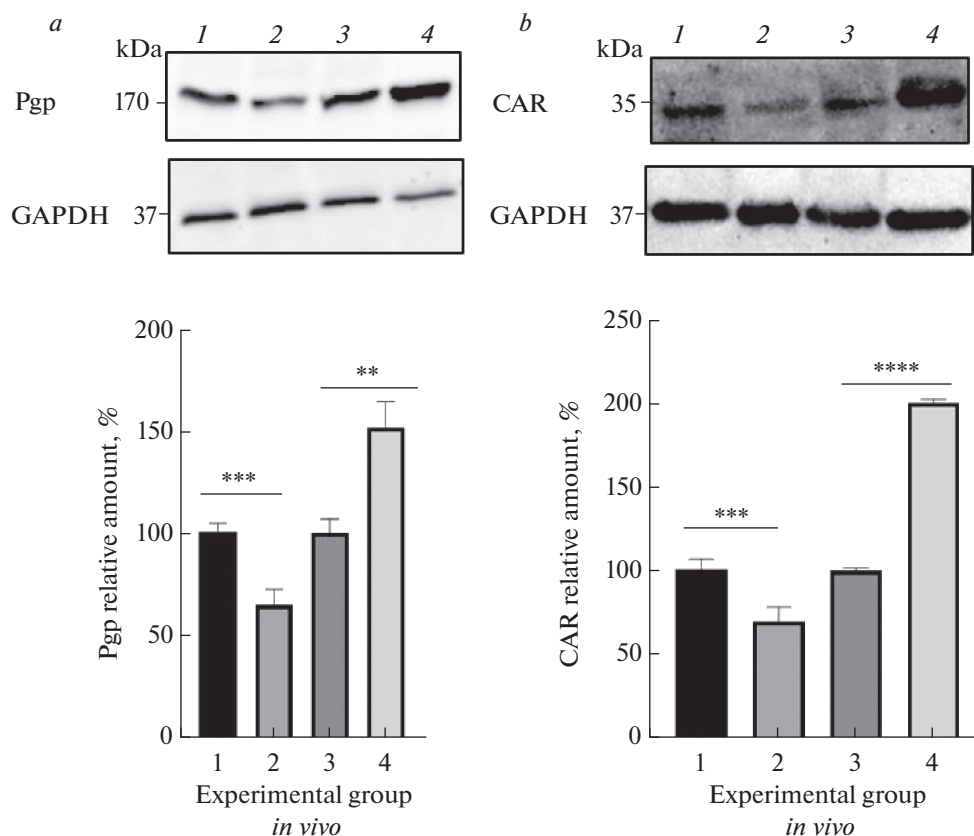 a
kDa
1 2 3 4
Pgp
170
GAPDH
37
b
kDa
1 2 3 4
CAR
35
GAPDH
37
Pgp relative amount, %
200
150
100
50
0
***
**
1 2 3 4
Experimental group
in vivo
CAR relative amount, %
250
200
150
100
50
0
***
****
1 2 3 4
Experimental group
in vivo